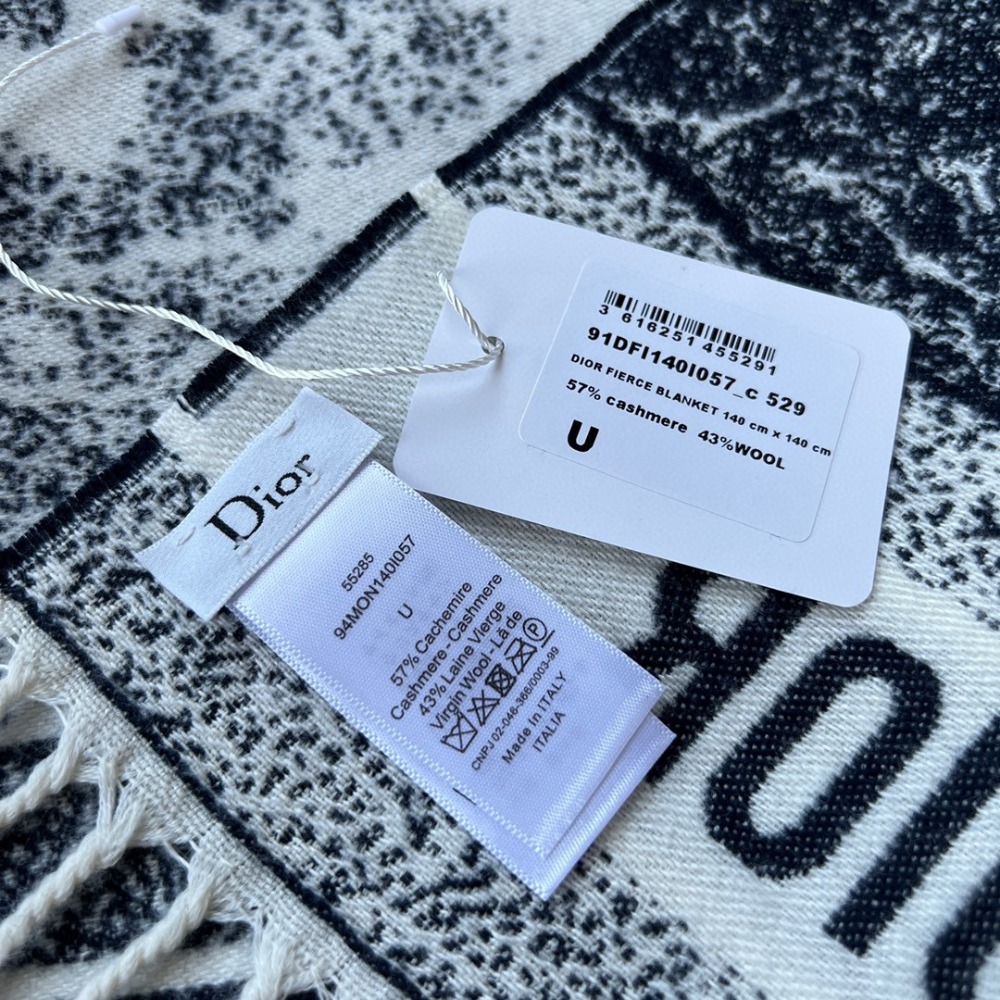 3 616251 455291
91DFI140I057_c 529
DIOR FIERCE BLANKET 140 cm x 140 cm
57% cashmere 43%WOOL
U
Dior
55285
94MON140I057
U
57% Cachemire
Cashmere - Cashmere
43% Laine Vierge
Virgin Wool - Lã de
CNPJ 02-046-366/0003-99
Made in ITALY
ITALIA